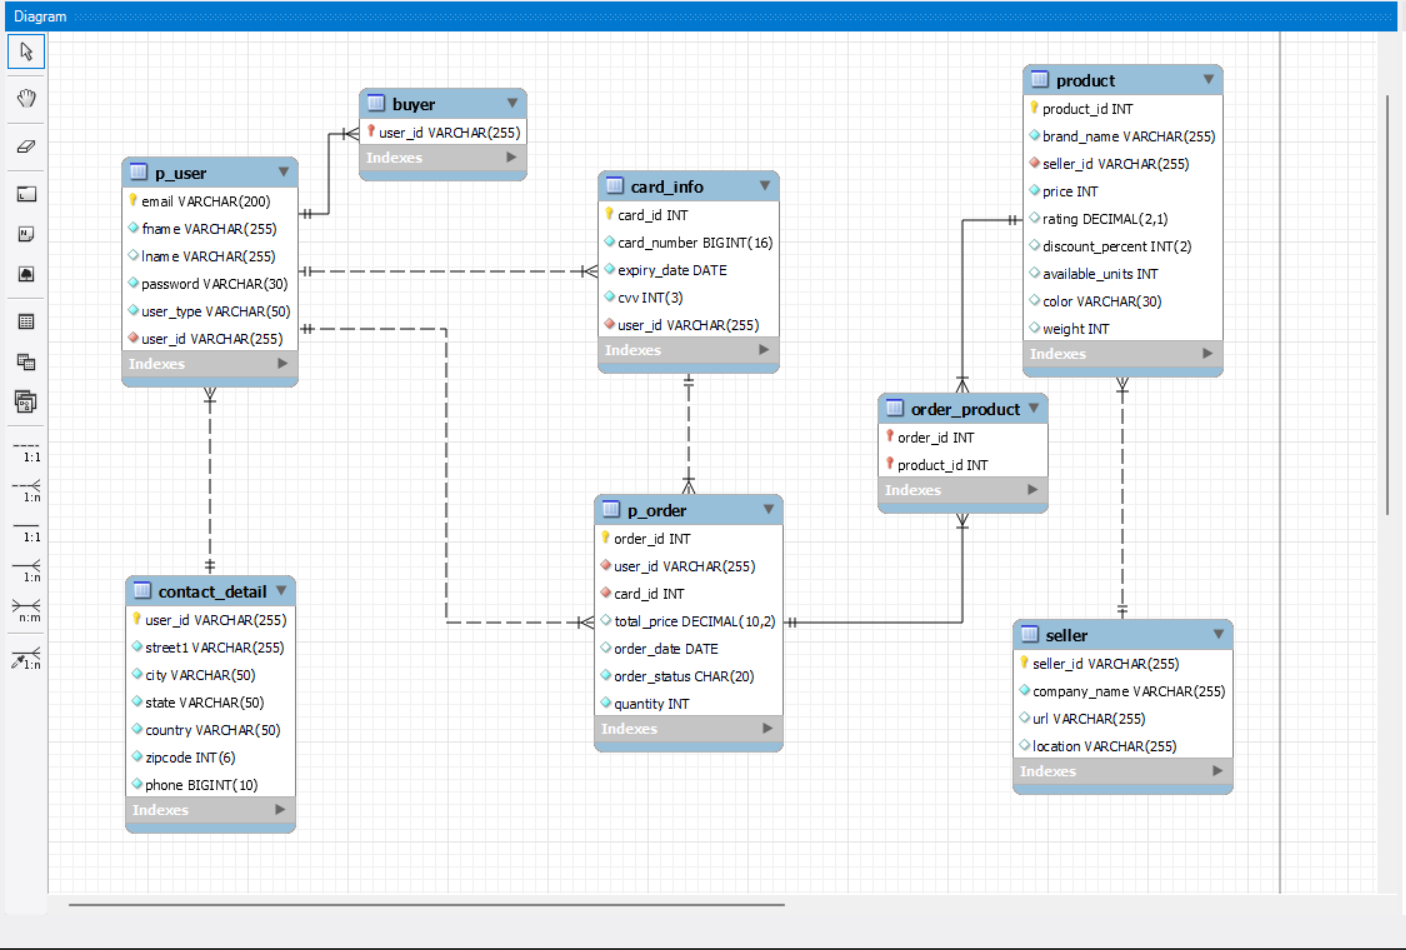 Diagram
buyer
user_id VARCHAR(255)
Indexes
p_user
email VARCHAR(200)
fname VARCHAR(255)
lname VARCHAR(255)
password VARCHAR(30)
user_type VARCHAR(50)
user_id VARCHAR(255)
Indexes
card_info
card_id INT
card_number BIGINT(16)
expiry_date DATE
cvv INT(3)
user_id VARCHAR(255)
Indexes
product
product_id INT
brand_name VARCHAR(255)
seller_id VARCHAR(255)
price INT
rating DECIMAL(2,1)
discount_percent INT(2)
available_units INT
color VARCHAR(30)
weight INT
Indexes
order_product
order_id INT
product_id INT
Indexes
p_order
order_id INT
user_id VARCHAR(255)
card_id INT
total_price DECIMAL(10,2)
order_date DATE
order_status CHAR(20)
quantity INT
Indexes
contact_detail
user_id VARCHAR(255)
street1 VARCHAR(255)
city VARCHAR(50)
state VARCHAR(50)
country VARCHAR(50)
zipcode INT(6)
phone BIGINT(10)
Indexes
seller
seller_id VARCHAR(255)
company_name VARCHAR(255)
url VARCHAR(255)
location VARCHAR(255)
Indexes
1:1
1:n
1:1
1:n
n:m
1:n